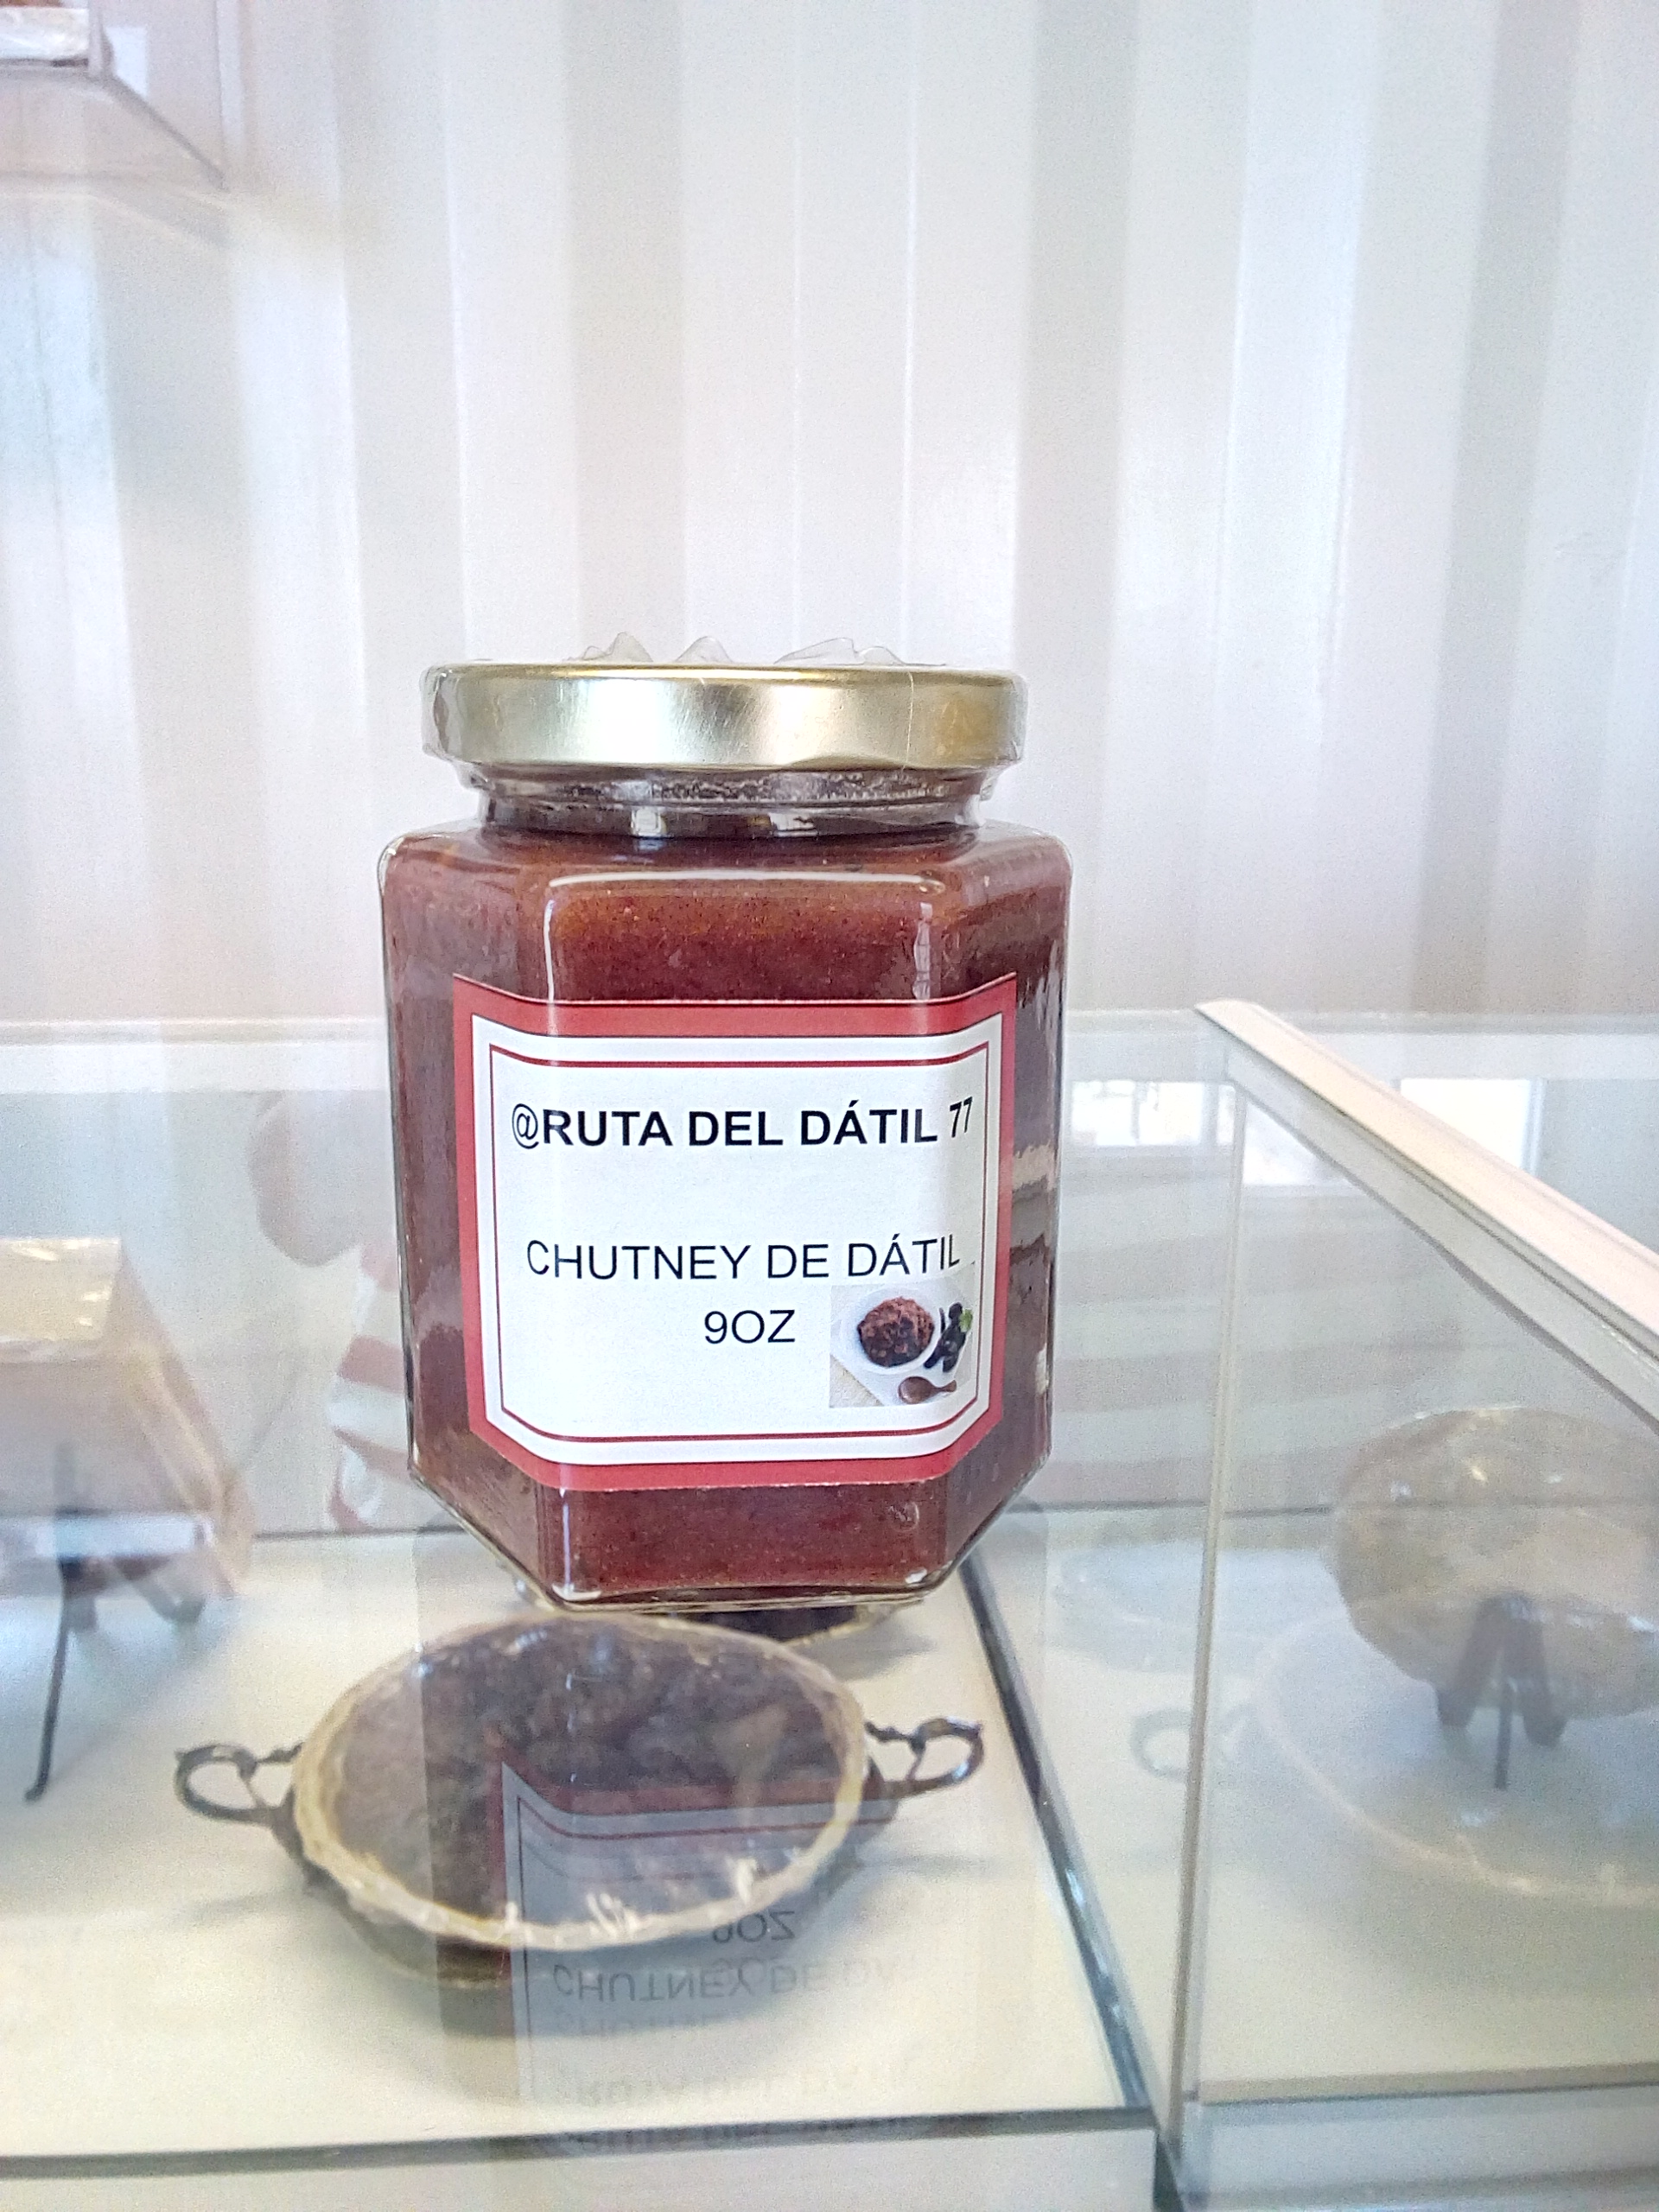 @RUTA DEL DÁTIL 77
CHUTNEY DE DÁTIL
9OZ